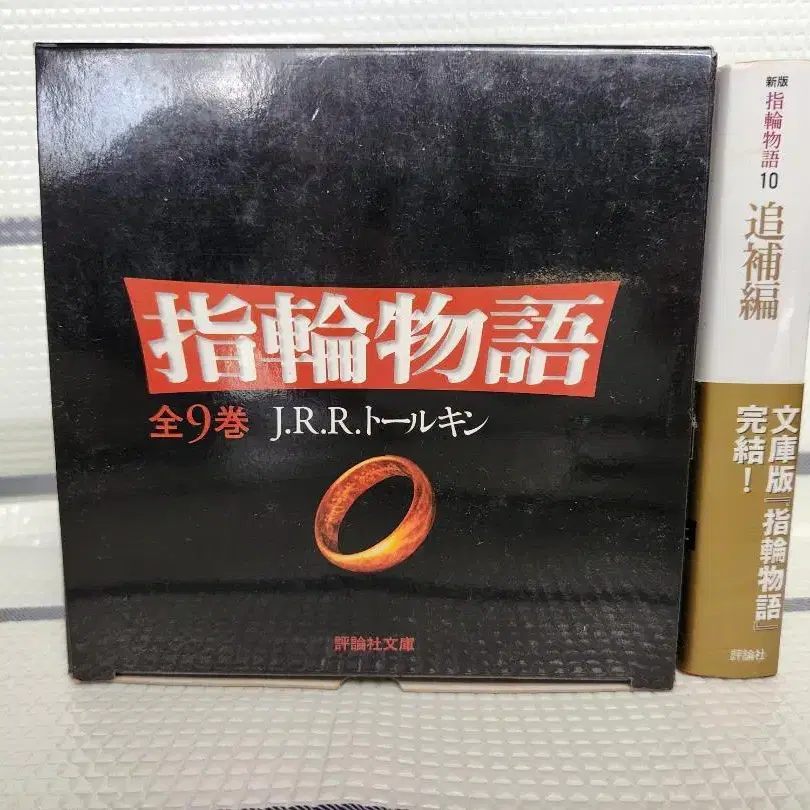 指輪物語
全9巻 J.R.R.トールキン
評論社文庫
新版 指輪物語 10
追補編
文庫版『指輪物語』
完結!
評論社